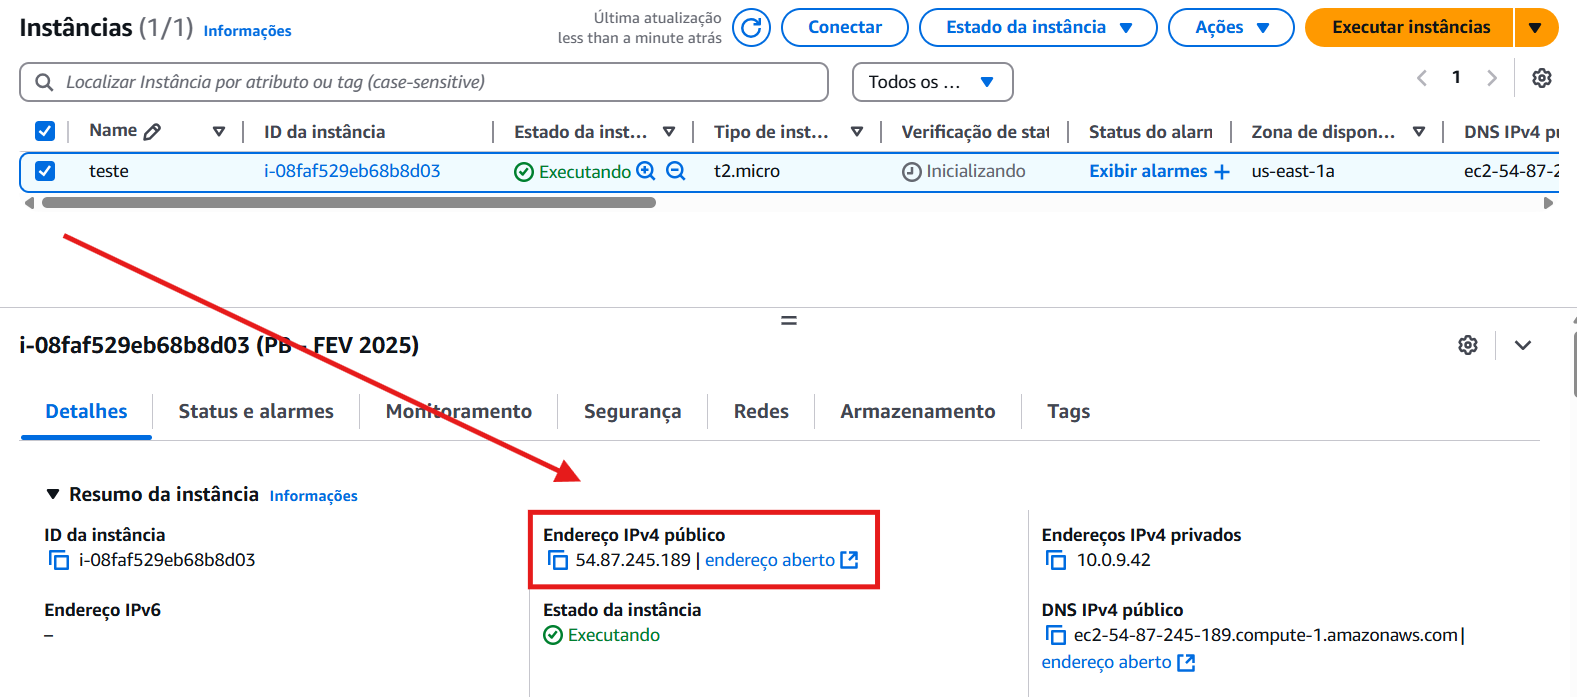 Instâncias (1/1) Informações
Última atualização
less than a minute atrás
Conectar
Estado da instância
Ações
Executar instâncias
Localizar Instância por atributo ou tag (case-sensitive)
Todos os ...
1
Name
ID da instância
Estado da inst...
Tipo de inst...
Verificação de stat
Status do alarn
Zona de dispon...
DNS IPv4 pı
teste
i-08faf529eb68b8d03
Executando
t2.micro
Inicializando
Exibir alarmes
us-east-1a
ec2-54-87-2
i-08faf529eb68b8d03 (PB - FEV 2025)
Detalhes
Status e alarmes
Monitoramento
Segurança
Redes
Armazenamento
Tags
Resumo da instância Informações
ID da instância
i-08faf529eb68b8d03
Endereço IPv4 público
54.87.245.189 | endereço aberto
Endereços IPv4 privados
10.0.9.42
Endereço IPv6
–
Estado da instância
Executando
DNS IPv4 público
ec2-54-87-245-189.compute-1.amazonaws.com |
endereço aberto